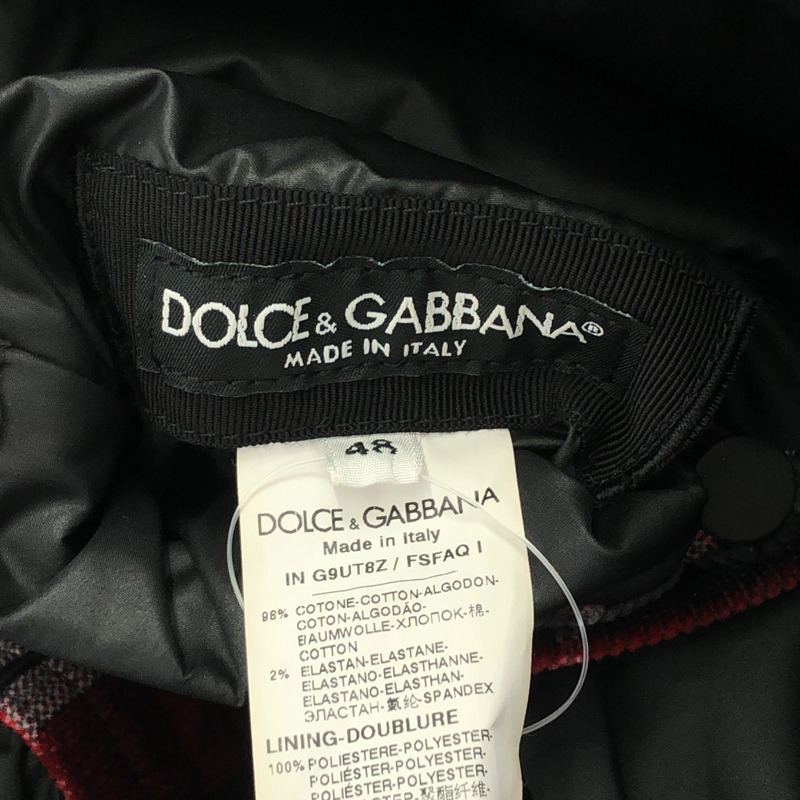 DOLCE & GABBANA®
MADE IN ITALY
48
DOLCE & GABBANA
Made in Italy
IN G9UT8Z / FSFAQ I
98% COTONE-COTTON-ALGODON-
COTON-ALGODÃO-
BAUMWOLLE-ХЛОПОК-棉-
COTTON
2% ELASTAN-ELASTANE-
ELASTANO-ELASTHANNE-
ELASTANO-ELASTHAN-
ЭЛАСТАН-氨纶-SPANDEX
LINING-DOUBLURE
100% POLIESTERE-POLYESTER-
POLIÉSTER-POLYESTER-
POLIÉSTER-POLYESTER-